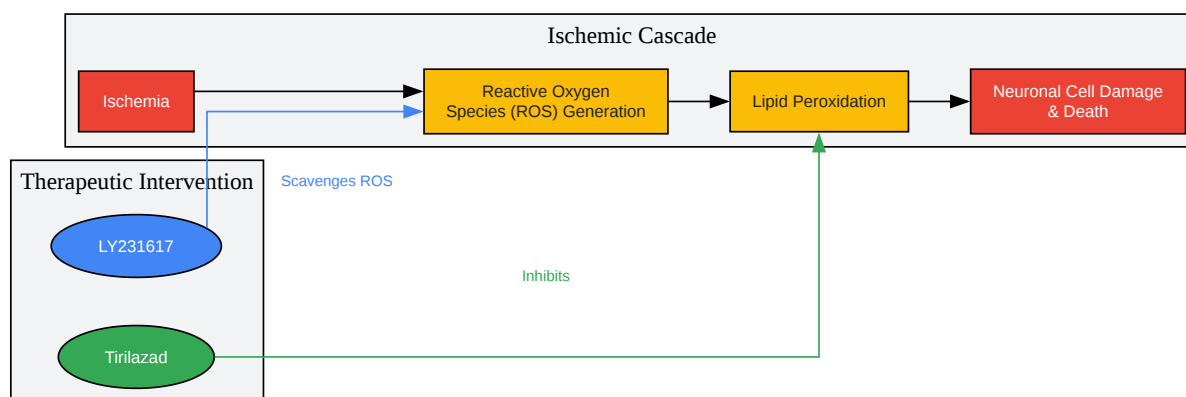 Ischemic Cascade
Ischemia
Reactive Oxygen
Species (ROS) Generation
Lipid Peroxidation
Neuronal Cell Damage
& Death
Therapeutic Intervention
Scavenges ROS
LY231617
Inhibits
Tirilazad